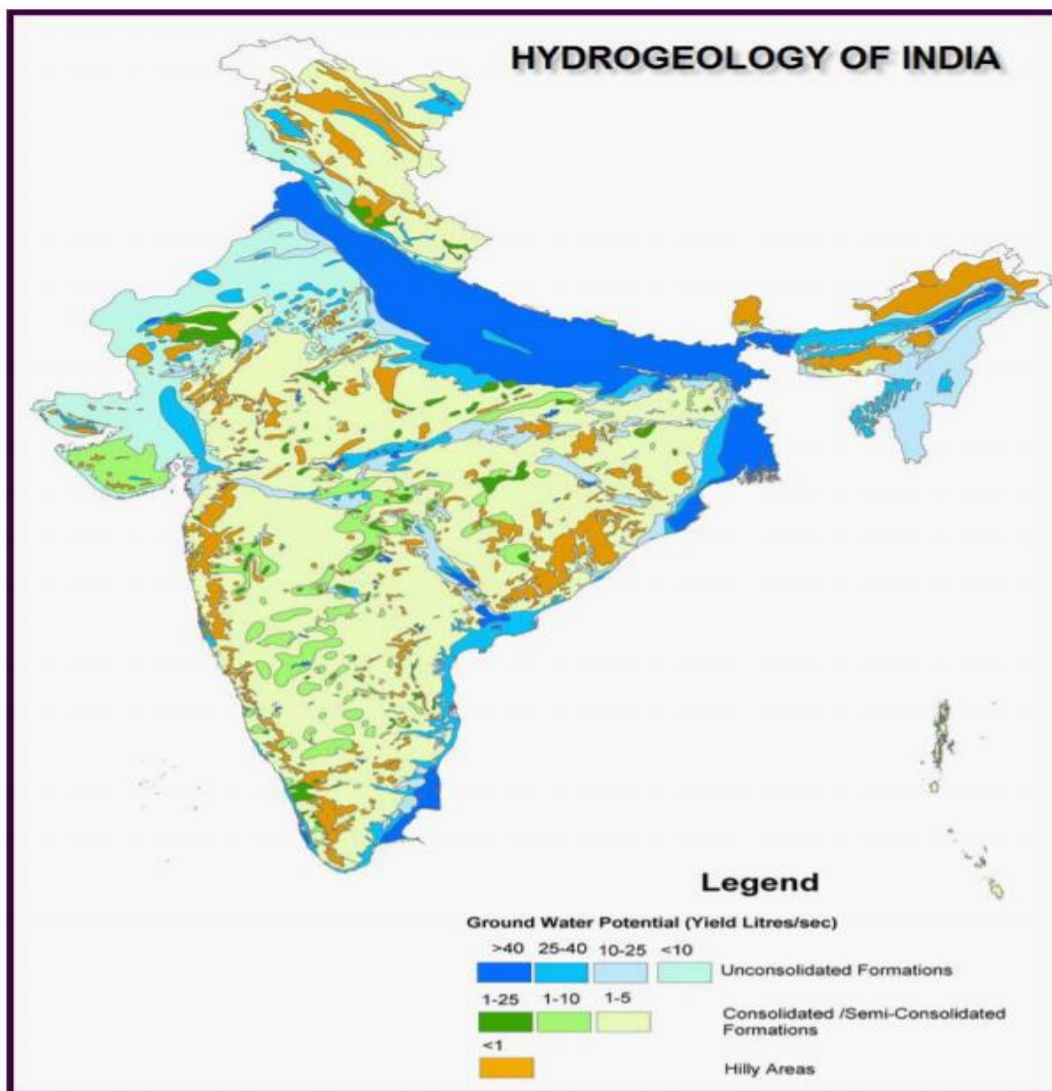 HYDROGEOLOGY OF INDIA
Legend
Ground Water Potential (Yield Litres/sec)
>40 25-40 10-25 <10
Unconsolidated Formations
1-25 1-10 1-5
Consolidated /Semi-Consolidated
Formations
<1
Hilly Areas